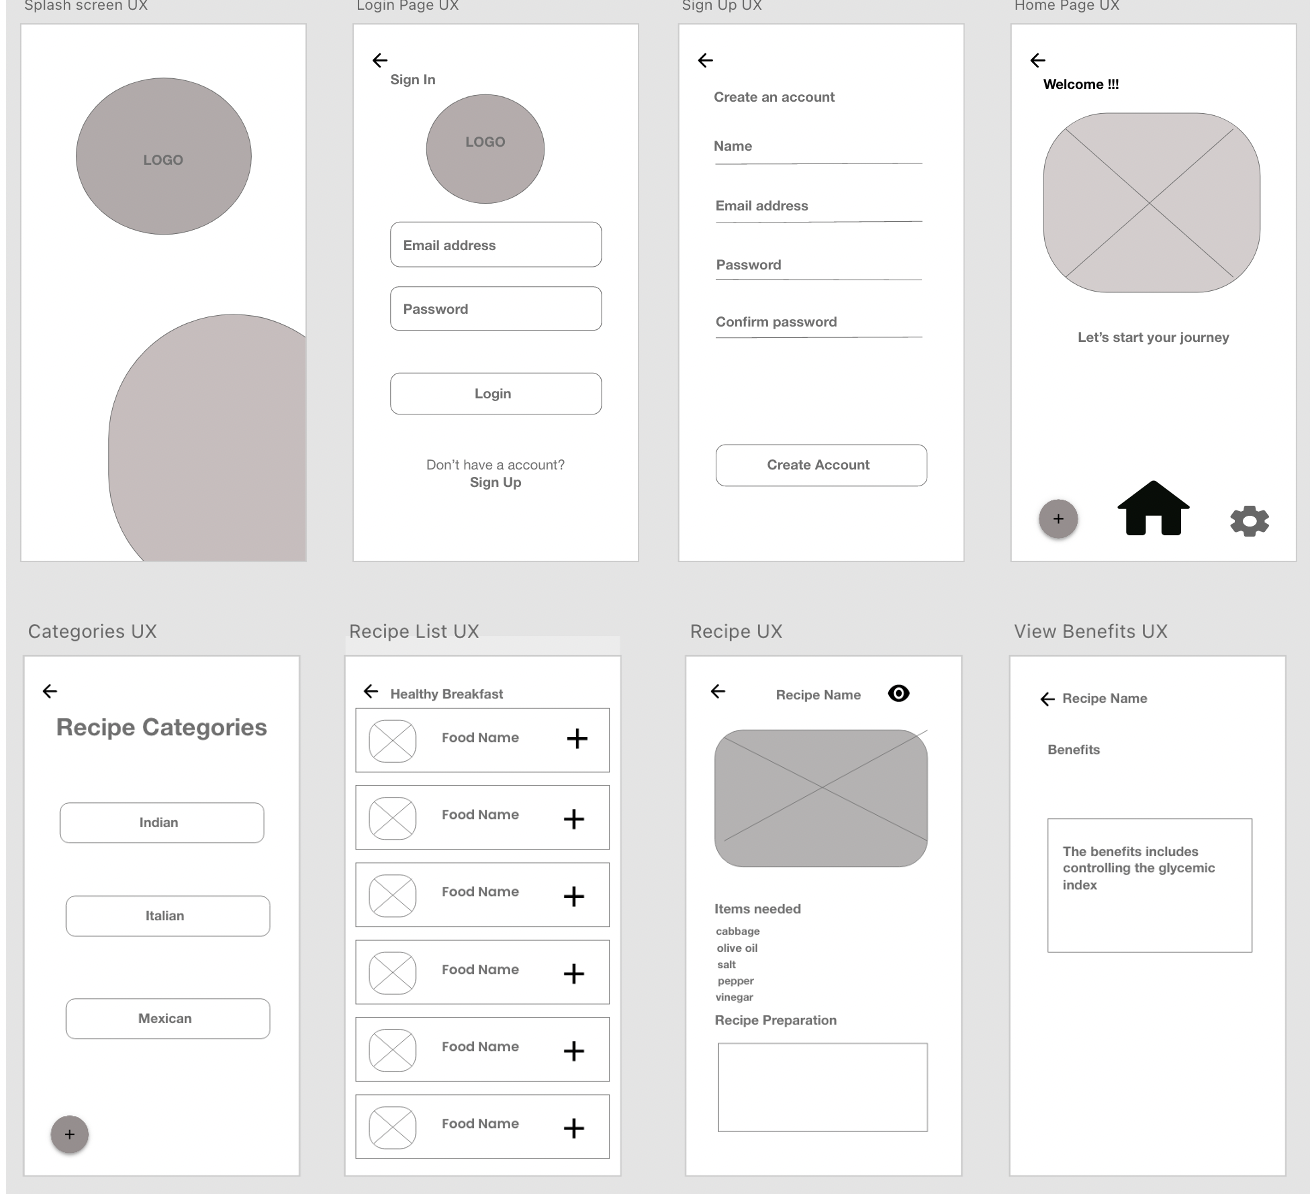 Splash screen UX
LOGO
Login Page UX
Sign In
LOGO
Email address
Password
Login
Don't have a account?
Sign Up
Sign Up UX
Create an account
Name
Email address
Password
Confirm password
Create Account
Home Page UX
Welcome !!!
Let's start your journey
+
Categories UX
Recipe Categories
Indian
Italian
Mexican
+
Recipe List UX
Healthy Breakfast
Food Name
Food Name
Food Name
Food Name
Food Name
Food Name
Recipe UX
Recipe Name
Items needed
cabbage
olive oil
salt
pepper
vinegar
Recipe Preparation
View Benefits UX
Recipe Name
Benefits
The benefits includes
controlling the glycemic
index